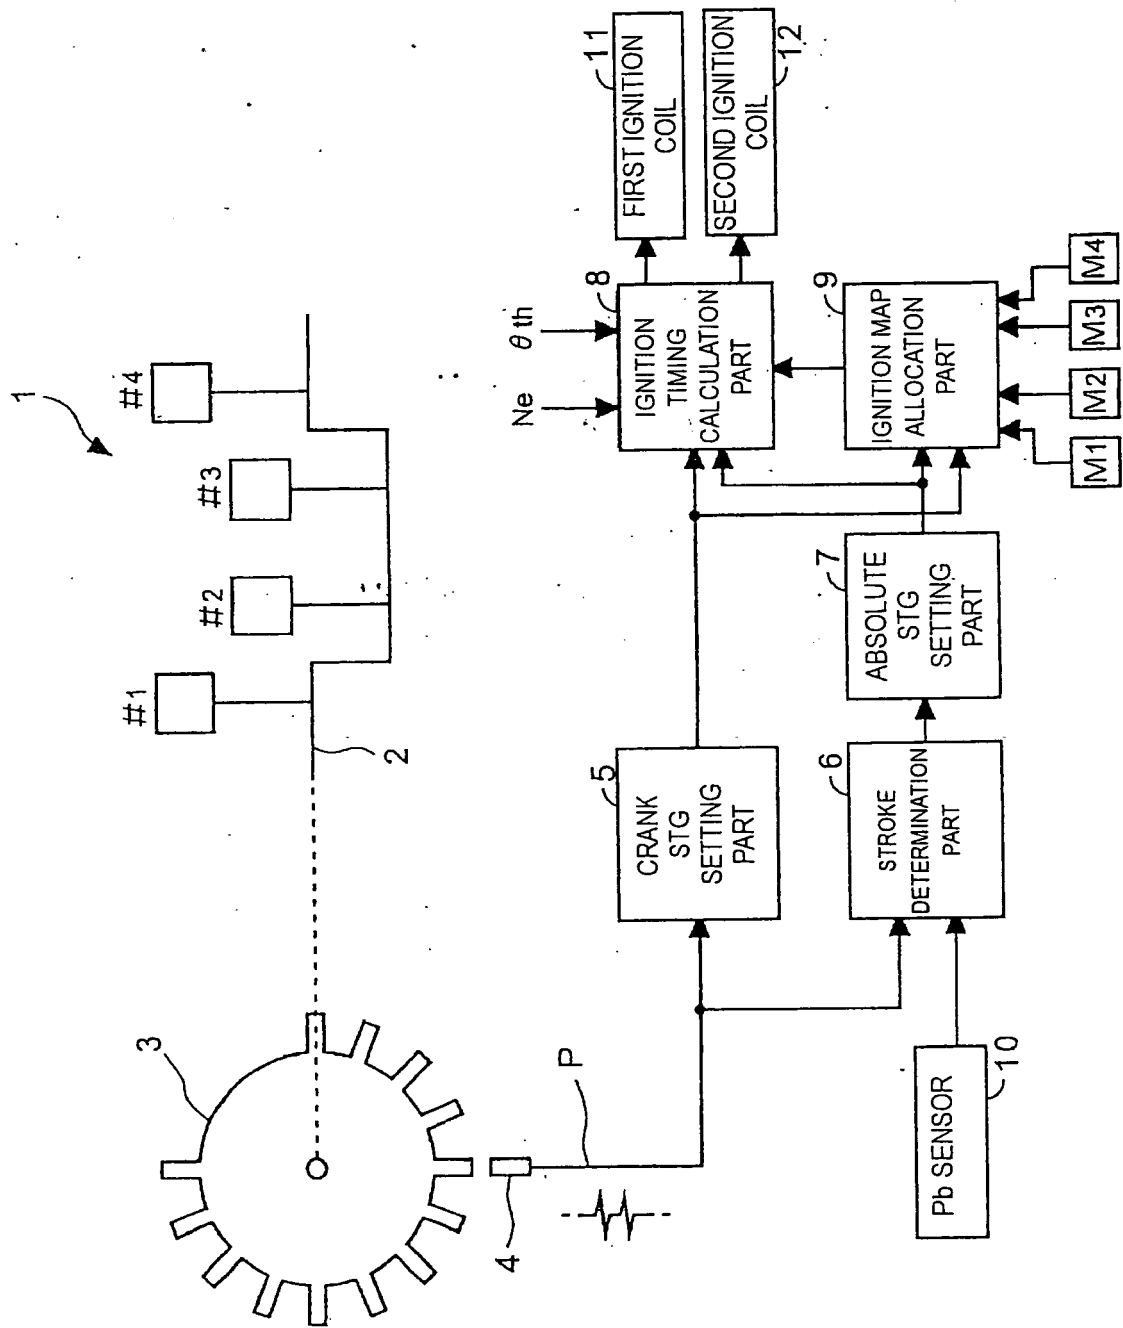 1
#1
#2
#3
#4
2
3
4
P
5
CRANK
STG
SETTING
PART
6
STROKE
DETERMINATION
PART
Pb SENSOR
10
7
ABSOLUTE
STG
SETTING
PART
Ne
θth
8
IGNITION
TIMING
CALCULATION
PART
9
IGNITION MAP
ALLOCATION
PART
M1
M2
M3
M4
11
FIRST IGNITION
COIL
12
SECOND IGNITION
COIL